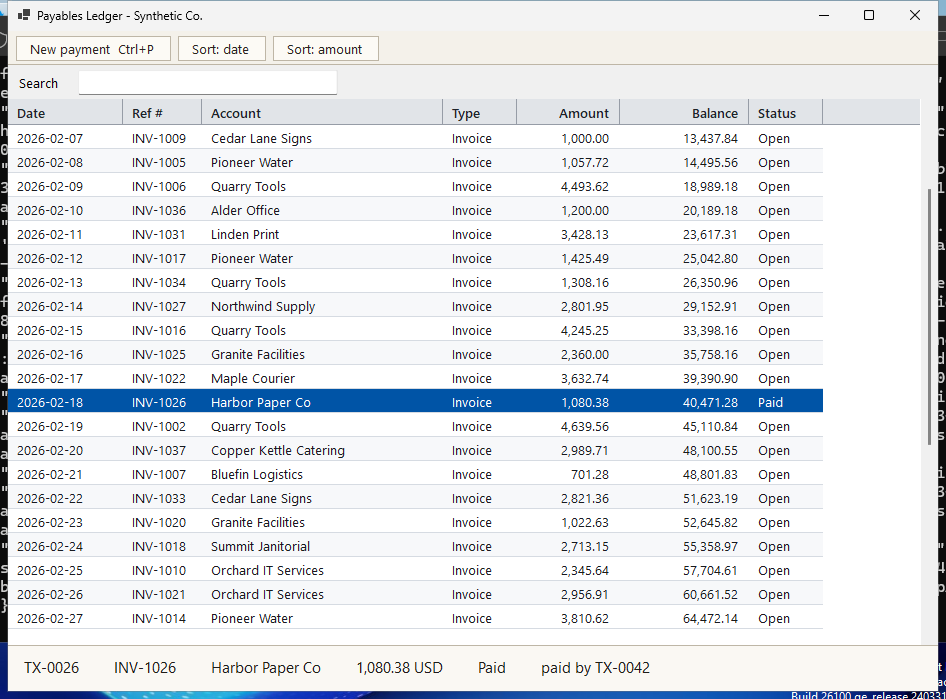 Payables Ledger - Synthetic Co.
New payment Ctrl+P Sort: date Sort: amount
Search
Date Ref # Account Type Amount Balance Status
2026-02-07 INV-1009 Cedar Lane Signs Invoice 1,000.00 13,437.84 Open
2026-02-08 INV-1005 Pioneer Water Invoice 1,057.72 14,495.56 Open
2026-02-09 INV-1006 Quarry Tools Invoice 4,493.62 18,989.18 Open
2026-02-10 INV-1036 Alder Office Invoice 1,200.00 20,189.18 Open
2026-02-11 INV-1031 Linden Print Invoice 3,428.13 23,617.31 Open
2026-02-12 INV-1017 Pioneer Water Invoice 1,425.49 25,042.80 Open
2026-02-13 INV-1034 Quarry Tools Invoice 1,308.16 26,350.96 Open
2026-02-14 INV-1027 Northwind Supply Invoice 2,801.95 29,152.91 Open
2026-02-15 INV-1016 Quarry Tools Invoice 4,245.25 33,398.16 Open
2026-02-16 INV-1025 Granite Facilities Invoice 2,360.00 35,758.16 Open
2026-02-17 INV-1022 Maple Courier Invoice 3,632.74 39,390.90 Open
2026-02-18 INV-1026 Harbor Paper Co Invoice 1,080.38 40,471.28 Paid
2026-02-19 INV-1002 Quarry Tools Invoice 4,639.56 45,110.84 Open
2026-02-20 INV-1037 Copper Kettle Catering Invoice 2,989.71 48,100.55 Open
2026-02-21 INV-1007 Bluefin Logistics Invoice 701.28 48,801.83 Open
2026-02-22 INV-1033 Cedar Lane Signs Invoice 2,821.36 51,623.19 Open
2026-02-23 INV-1020 Granite Facilities Invoice 1,022.63 52,645.82 Open
2026-02-24 INV-1018 Summit Janitorial Invoice 2,713.15 55,358.97 Open
2026-02-25 INV-1010 Orchard IT Services Invoice 2,345.64 57,704.61 Open
2026-02-26 INV-1021 Orchard IT Services Invoice 2,956.91 60,661.52 Open
2026-02-27 INV-1014 Pioneer Water Invoice 3,810.62 64,472.14 Open
TX-0026 INV-1026 Harbor Paper Co 1,080.38 USD Paid paid by TX-0042